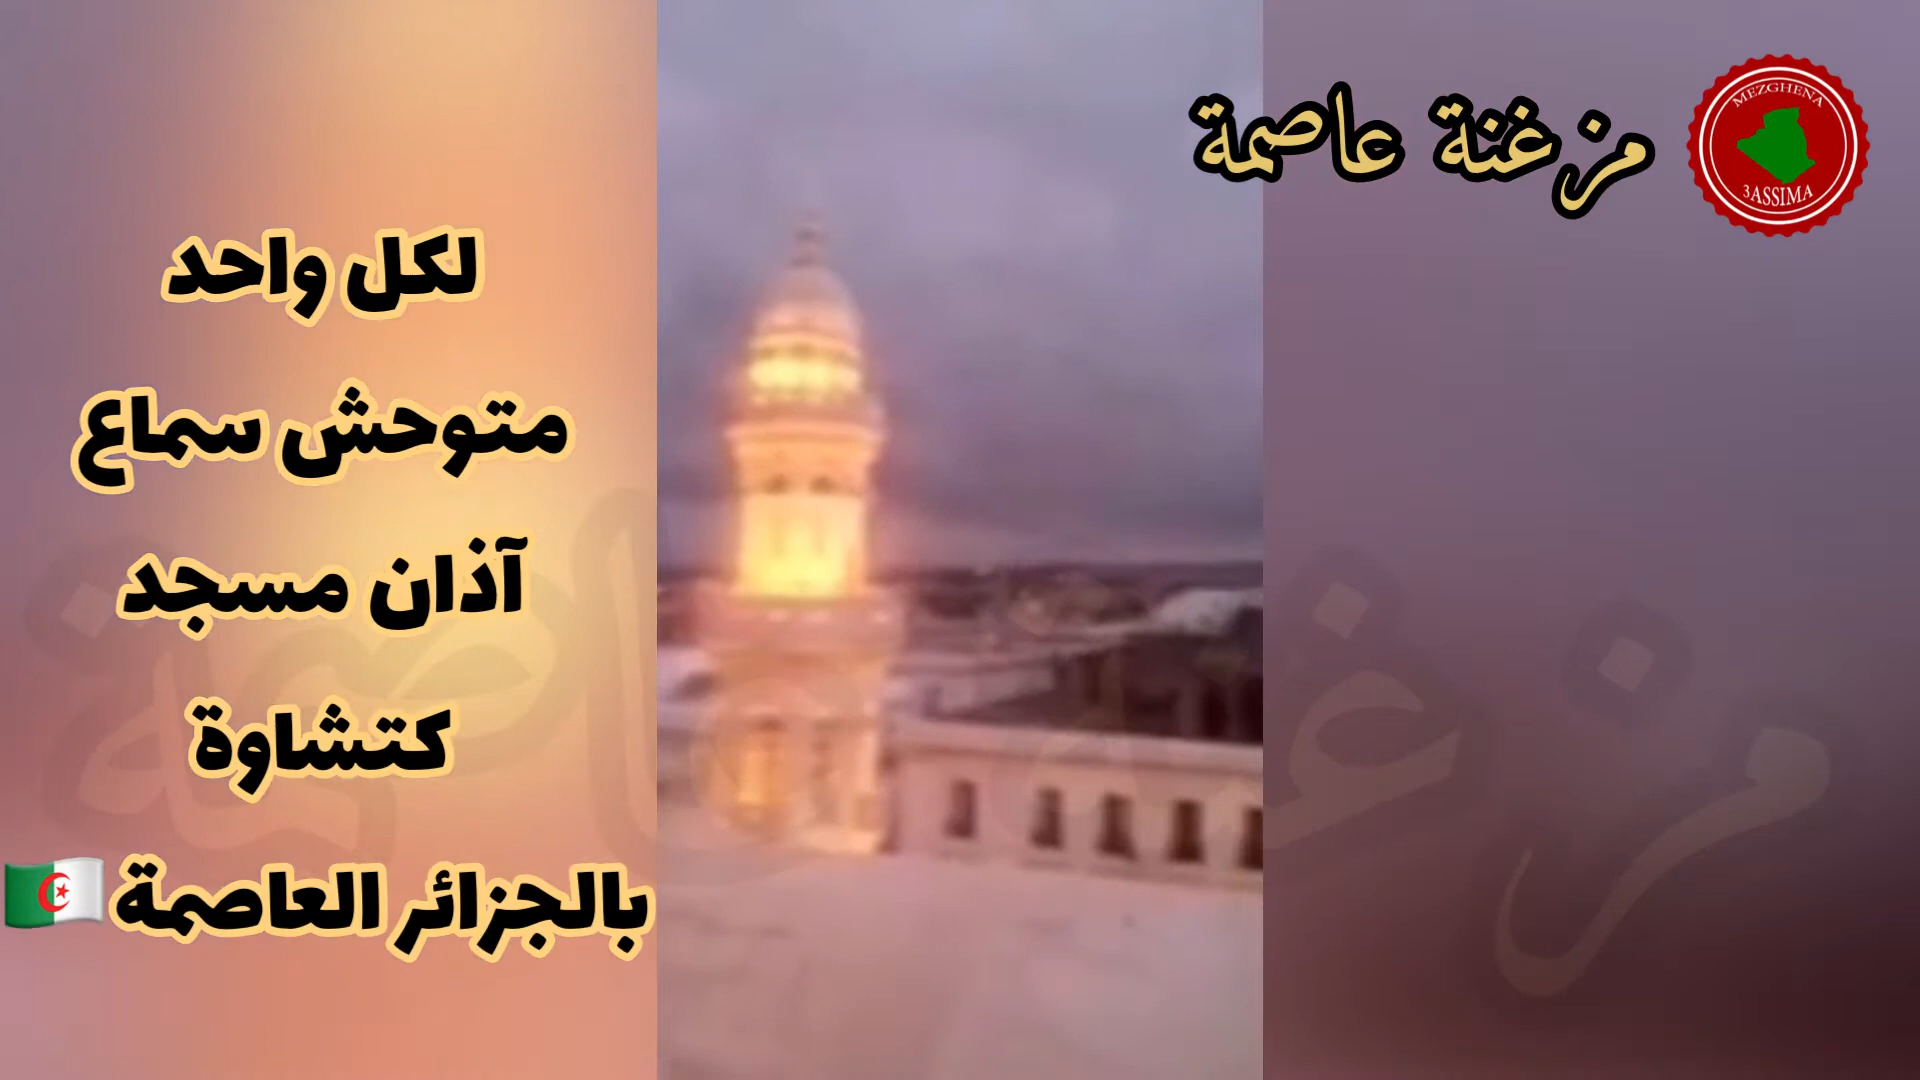 مزغنة عاصمة
MEZGHENA
3ASSIMA
لكل واحد
متوحش سماع
آذان مسجد
كتشاوة
بالجزائر العاصمة